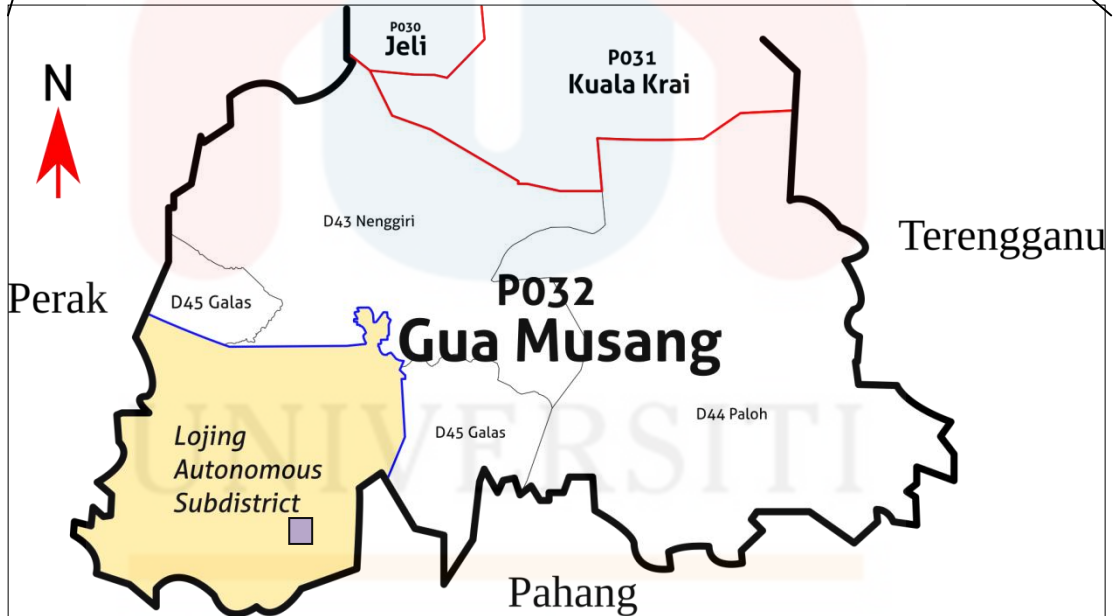 P030
Jeli
P031
Kuala Krai
N
D43 Nenggiri
Terengganu
Perak
D45 Galas
P032
Gua Musang
D44 Paloh
D45 Galas
Lojing
Autonomous
Subdistrict
UNIVERSITI
Pahang